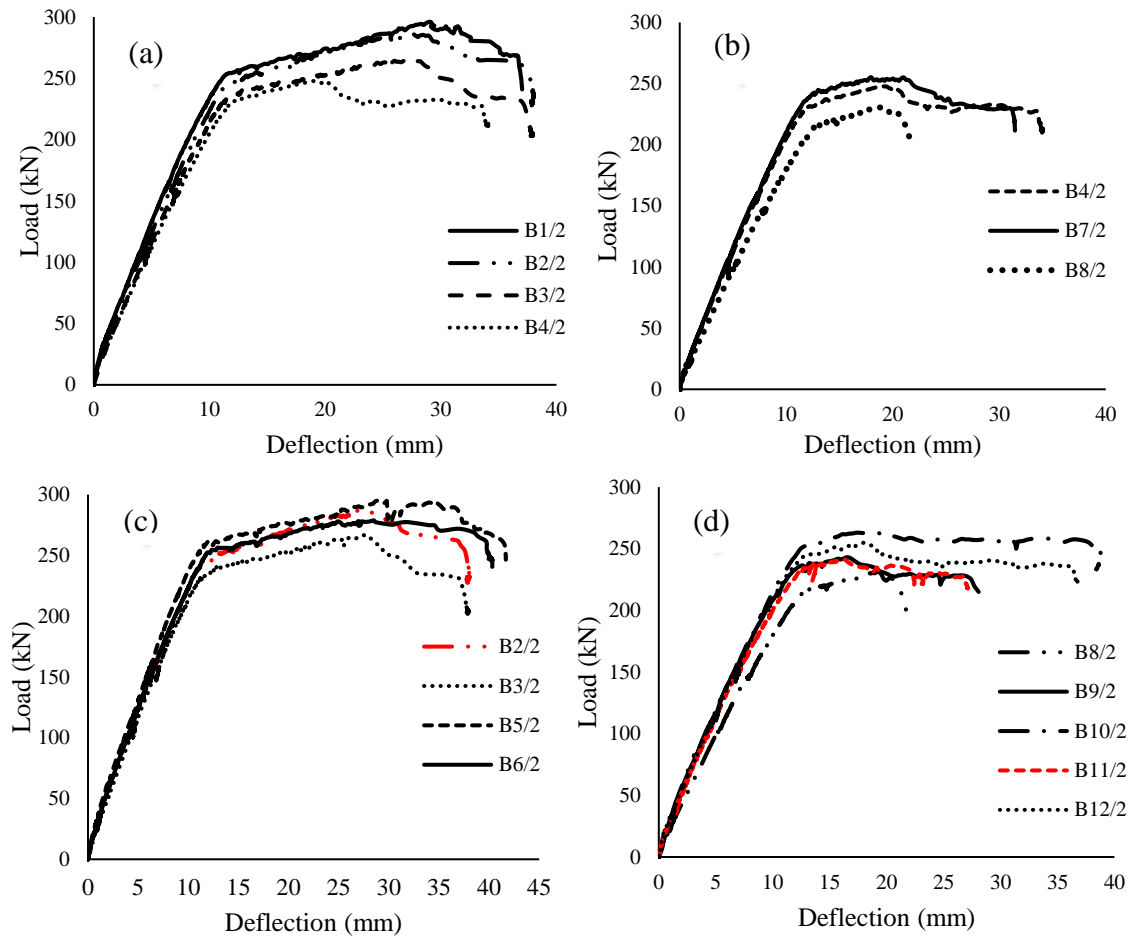 (a)
Load (kN)
300
250
200
150
100
50
0
0 10 20 30 40
Deflection (mm)
B1/2
B2/2
B3/2
B4/2
(b)
Load (kN)
300
250
200
150
100
50
0
0 10 20 30 40
Deflection (mm)
B4/2
B7/2
B8/2
(c)
Load (kN)
300
250
200
150
100
50
0
0 5 10 15 20 25 30 35 40 45
Deflection (mm)
B2/2
B3/2
B5/2
B6/2
(d)
Load (kN)
300
250
200
150
100
50
0
0 5 10 15 20 25 30 35 40
Deflection (mm)
B8/2
B9/2
B10/2
B11/2
B12/2